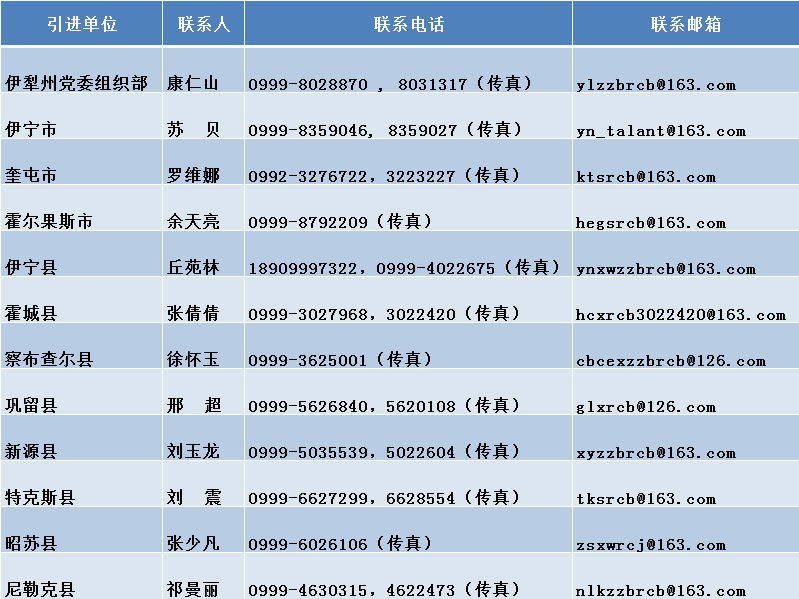 引进单位 联系人 联系电话 联系邮箱
伊犁州党委组织部 康仁山 0999-8028870 , 8031317（传真） ylzzbrcb@163.com
伊宁市 苏 贝 0999-8359046, 8359027（传真） yn_talant@163.com
奎屯市 罗维娜 0992-3276722，3223227（传真） ktsrcb@163.com
霍尔果斯市 余天亮 0999-8792209（传真） hegsrcb@163.com
伊宁县 丘苑林 18909997322，0999-4022675（传真） ynxwzzbrcb@163.com
霍城县 张倩倩 0999-3027968，3022420（传真） hcxrcb3022420@163.com
察布查尔县 徐怀玉 0999-3625001（传真） cbcexzzbrcb@126.com
巩留县 邢 超 0999-5626840，5620108（传真） glxrcb@126.com
新源县 刘玉龙 0999-5035539，5022604（传真） xyzzbrcb@163.com
特克斯县 刘 震 0999-6627299，6628554（传真） tksrcb@163.com
昭苏县 张少凡 0999-6026106（传真） zsxwrcj@163.com
尼勒克县 祁曼丽 0999-4630315，4622473（传真） nlkzzbrcb@163.com